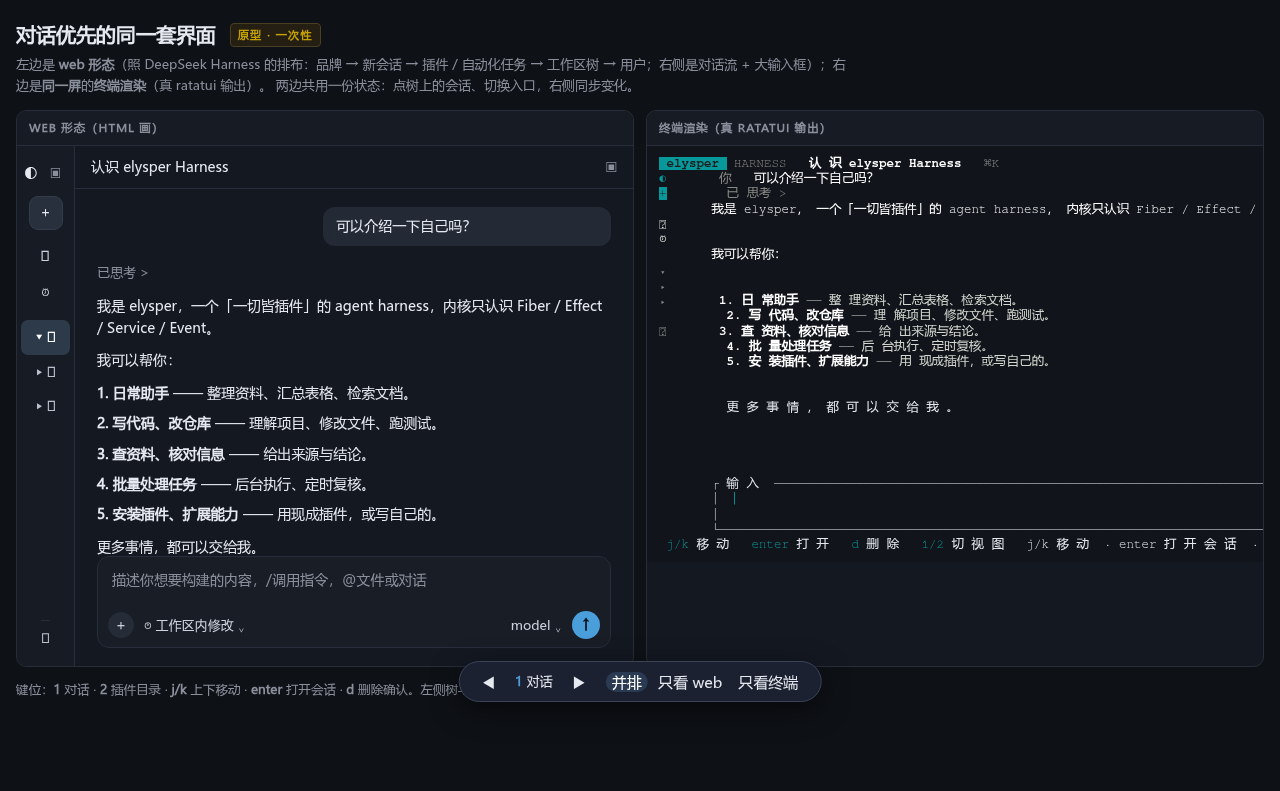 对话优先的同一套界面
原型 · 一次性
左边是 web 形态（照 DeepSeek Harness 的排布：品牌 → 新会话 → 插件 / 自动化任务 → 工作区树 → 用户；右侧是对话流 + 大输入框）；右
边是同一屏的终端渲染（真 ratatui 输出）。两边共用一份状态：点树上的会话、切换入口，右侧同步变化。
WEB 形态（HTML 画）
认识 elysper Harness
+
可以介绍一下自己吗？
已思考 >
我是 elysper，一个「一切皆插件」的 agent harness，内核只认识 Fiber / Effect
/ Service / Event。
我可以帮你：
1. 日常助手 —— 整理资料、汇总表格、检索文档。
2. 写代码、改仓库 —— 理解项目、修改文件、跑测试。
3. 查资料、核对信息 —— 给出来源与结论。
4. 批量处理任务 —— 后台执行、定时复核。
5. 安装插件、扩展能力 —— 用现成插件，或写自己的。
更多事情，都可以交给我。
描述你想要构建的内容，/调用指令，@文件或对话
+ 工作区内修改 model ↑
终端渲染（真 RATATUI 输出）
elysper HARNESS 认 识 elysper Harness ⌘K
你 可以介绍一下自己吗？
已 思考 >
我是 elysper， 一个「一切皆插件」的 agent harness， 内核只认识 Fiber / Effect /
我可以帮你：
1. 日 常助手 —— 整 理资料、汇总表格、检索文档。
2. 写 代码、改仓库 —— 理 解项目、修改文件、跑测试。
3. 查 资料、核对信息 —— 给 出来源与结论。
4. 批 量处理任务 —— 后 台执行、定时复核。
5. 安 装插件、扩展能力 —— 用 现成插件，或写自己的。
更 多 事 情 ， 都 可 以 交 给 我 。
输 入
j/k 移 动 enter 打 开 d 删 除 1/2 切 视 图 j/k 移 动 · enter 打 开 会 话 ·
键位：1 对话 · 2 插件目录 · j/k 上下移动 · enter 打开会话 · d 删除确认。左侧树
◀ 1 对话 ▶ 并排 只看 web 只看终端